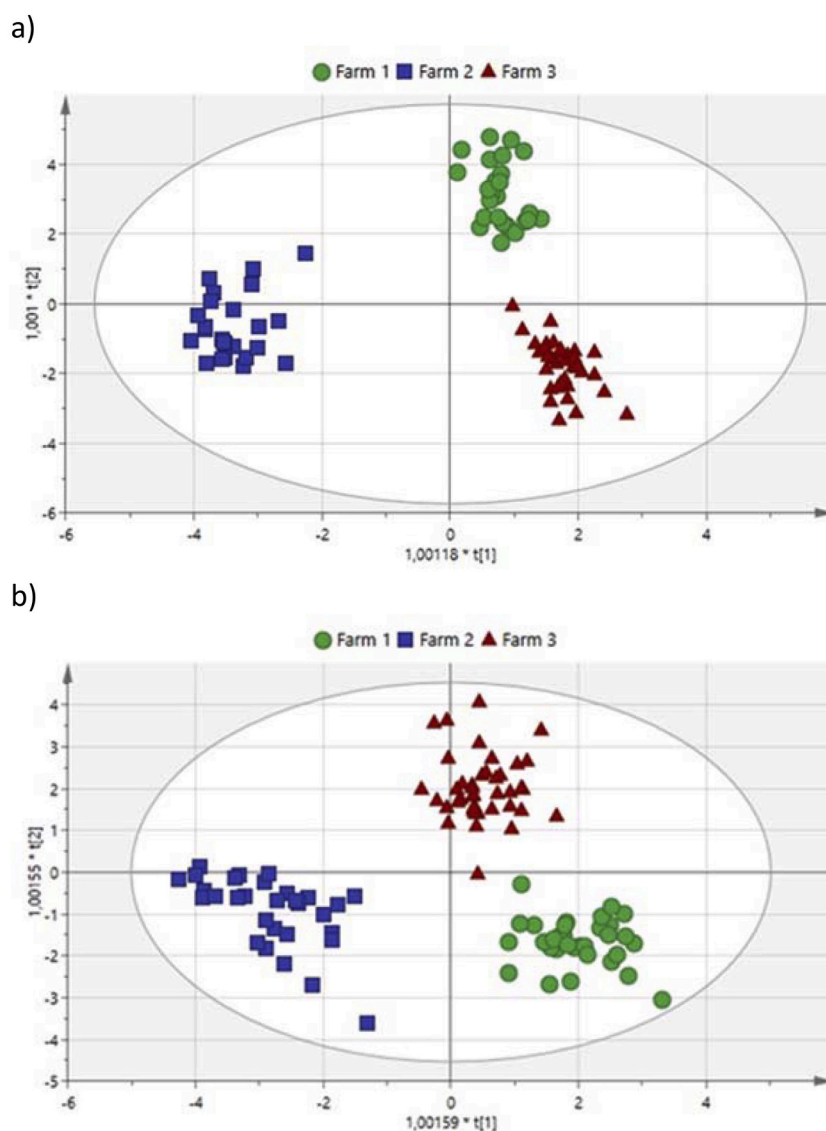 a)
Farm 1 Farm 2 Farm 3
4
2
0
-2
-4
-6
1,001 * t[2]
-6 -4 -2 0 2 4
1,00118 * t[1]
b)
Farm 1 Farm 2 Farm 3
4
3
2
1
0
-1
-2
-3
-4
-5
1,00155 * t[2]
-6 -4 -2 0 2 4
1,00159 * t[1]